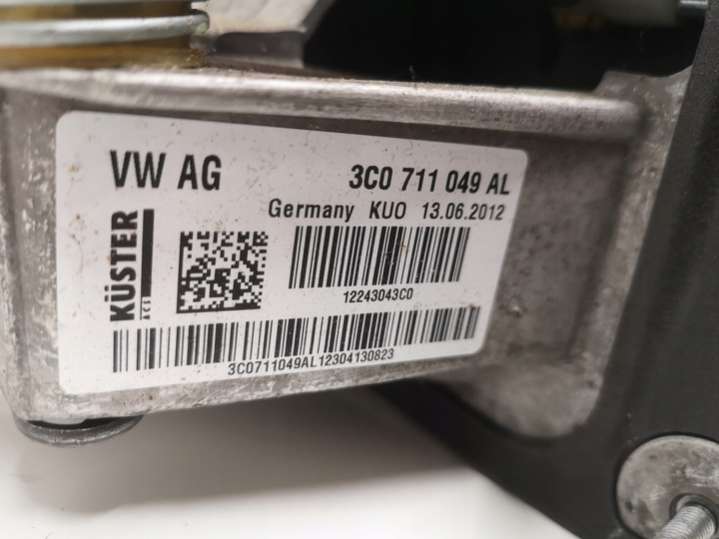 VW AG
3C0 711 049 AL
Germany KUO 13.06.2012
KÜSTER
12243043C0
3C0711049AL12304130823